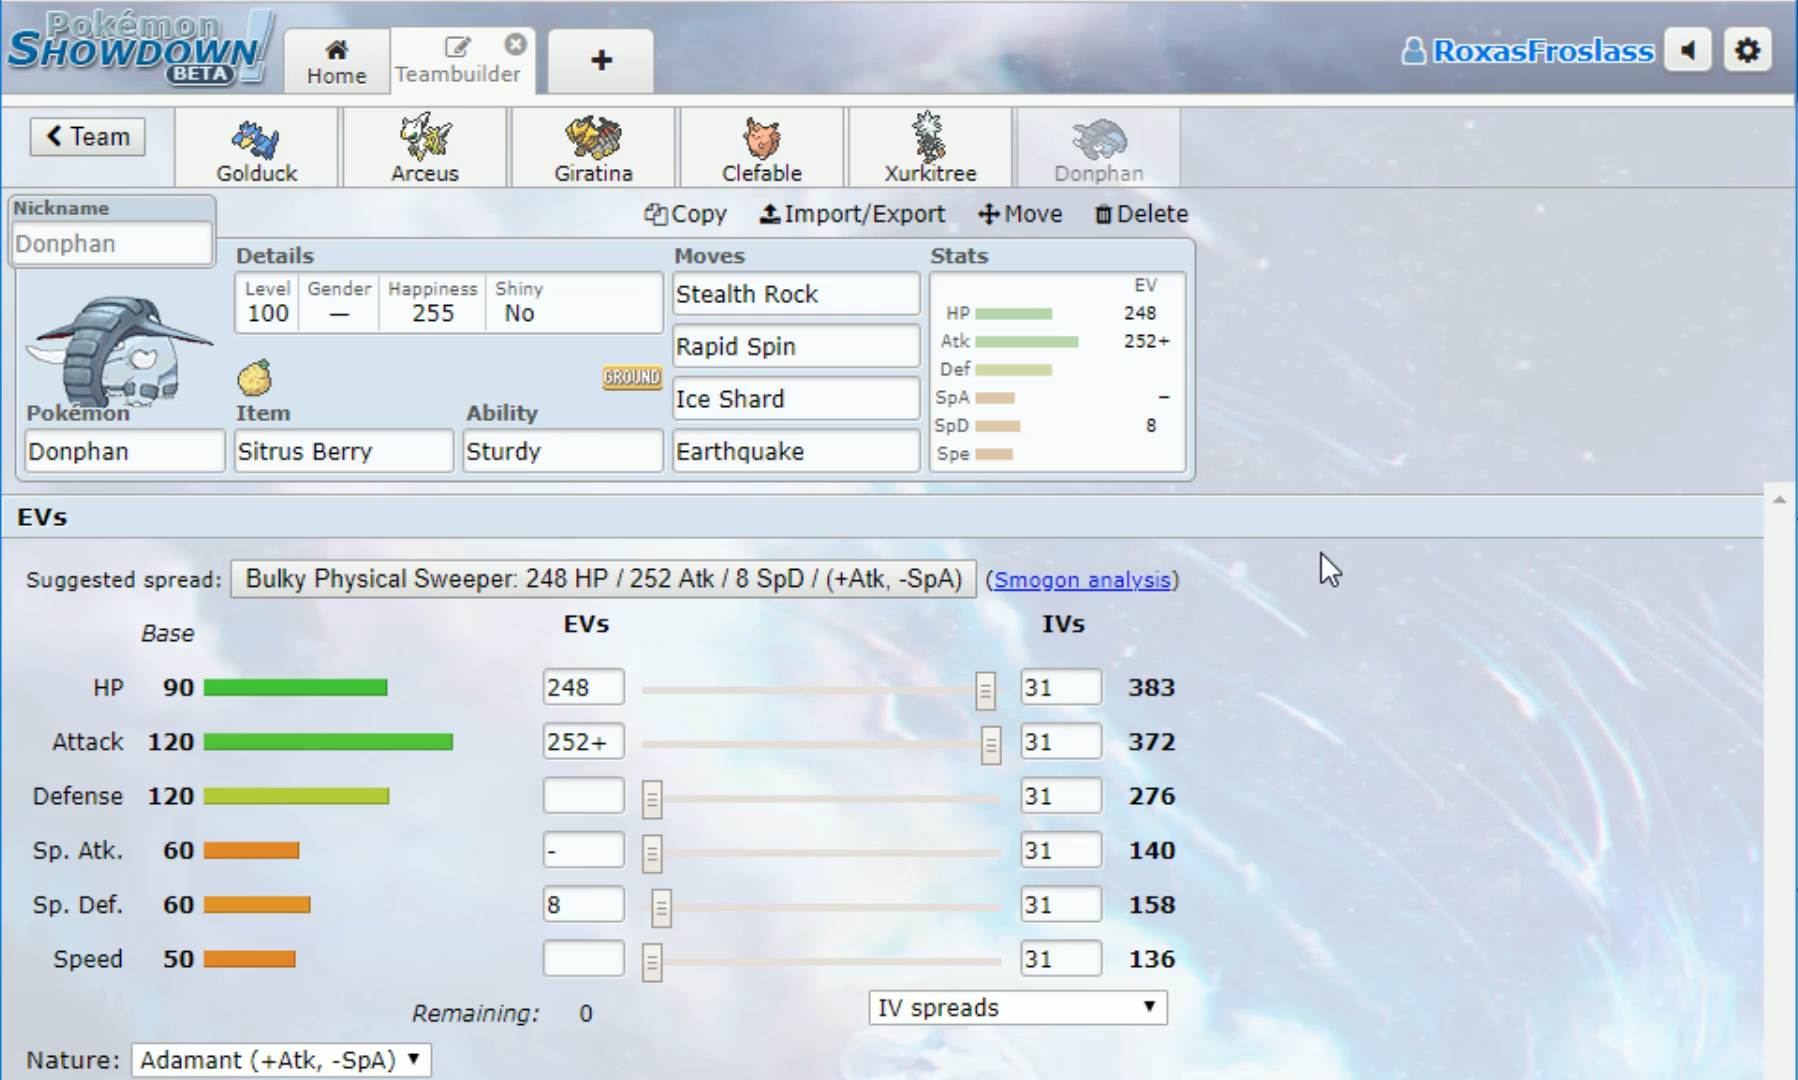 Pokémon
SHOWDOWN!
BETA
Home
Teambuilder
+
RoxasFroslass
Team
Golduck
Arceus
Giratina
Clefable
Xurkitree
Donphan
Nickname
Donphan
Copy
Import/Export
Move
Delete
Details
Level
Gender
Happiness
Shiny
100
—
255
No
GROUND
Pokémon
Item
Ability
Donphan
Sitrus Berry
Sturdy
Moves
Stealth Rock
Rapid Spin
Ice Shard
Earthquake
Stats
EV
HP 248
Atk 252+
Def
SpA –
SpD 8
Spe
EVs
Suggested spread: Bulky Physical Sweeper: 248 HP / 252 Atk / 8 SpD / (+Atk, -SpA) (Smogon analysis)
Base EVs IVs
HP 90 248 31 383
Attack 120 252+ 31 372
Defense 120 31 276
Sp. Atk. 60 - 31 140
Sp. Def. 60 8 31 158
Speed 50 31 136
Remaining: 0 IV spreads
Nature: Adamant (+Atk, -SpA)